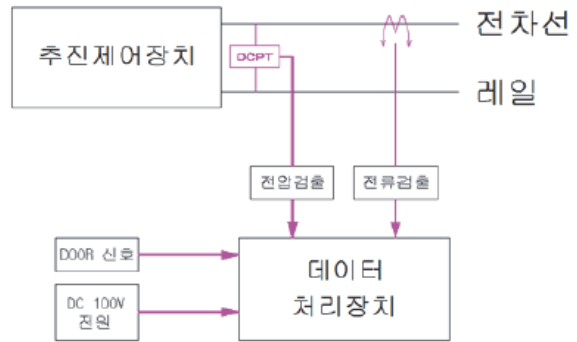 전차선
추진제어장치
DCPT
레일
전압검출
전류검출
DOOR 신호
데이터
처리장치
DC 100V
전원